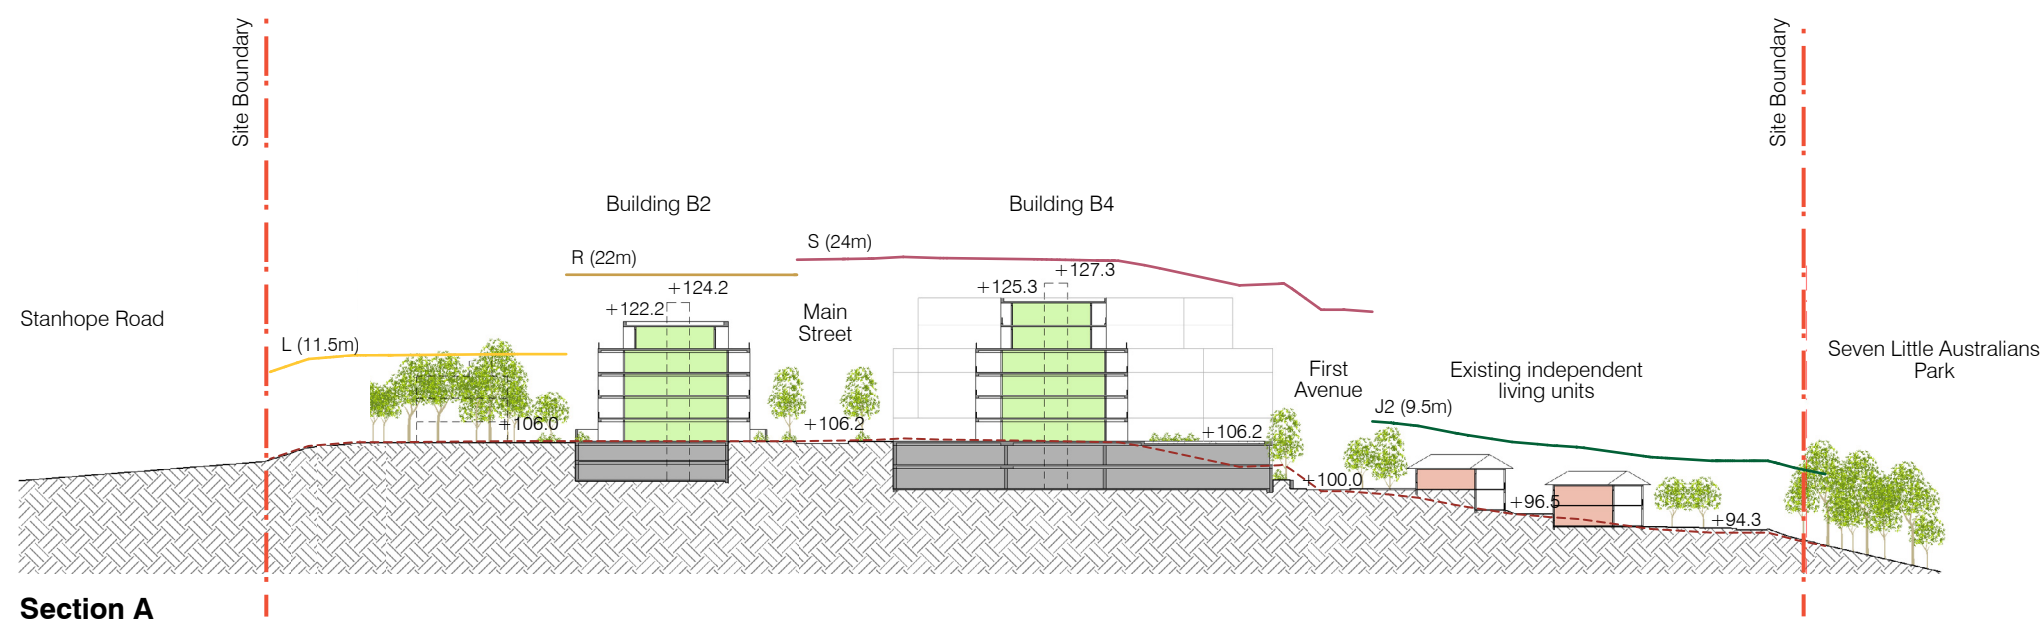 Site Boundary
Site Boundary
Building B2
Building B4
S (24m)
R (22m)
+127.3
+124.2
+125.3
+122.2
Stanhope Road
Main
Street
L (11.5m)
Seven Little Australians
Park
First
Avenue
Existing independent
living units
J2 (9.5m)
+106.0
+106.2
+106.2
+100.0
+96.5
+94.3
Section A